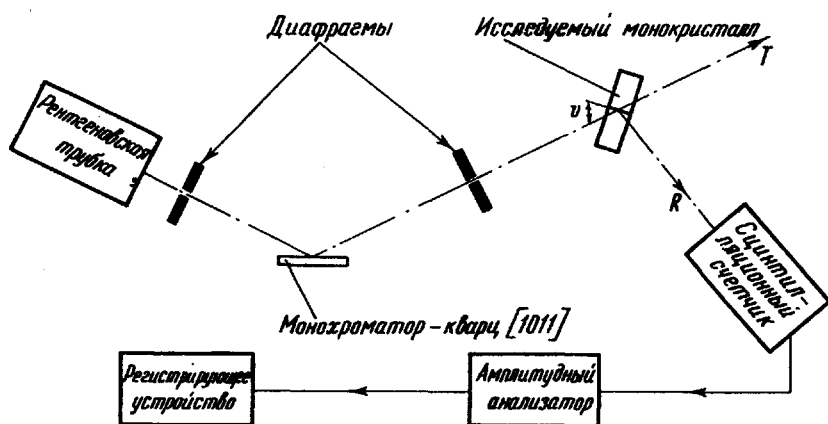 Диафрагмы
Исследуемый монокристалл
T
Рентгеновская
трубка
υ
R
Сцинтил-
ляционный
счетчик
Монохроматор – кварц [1011]
Регистрирующее
устройство
Амплитудный
анализатор